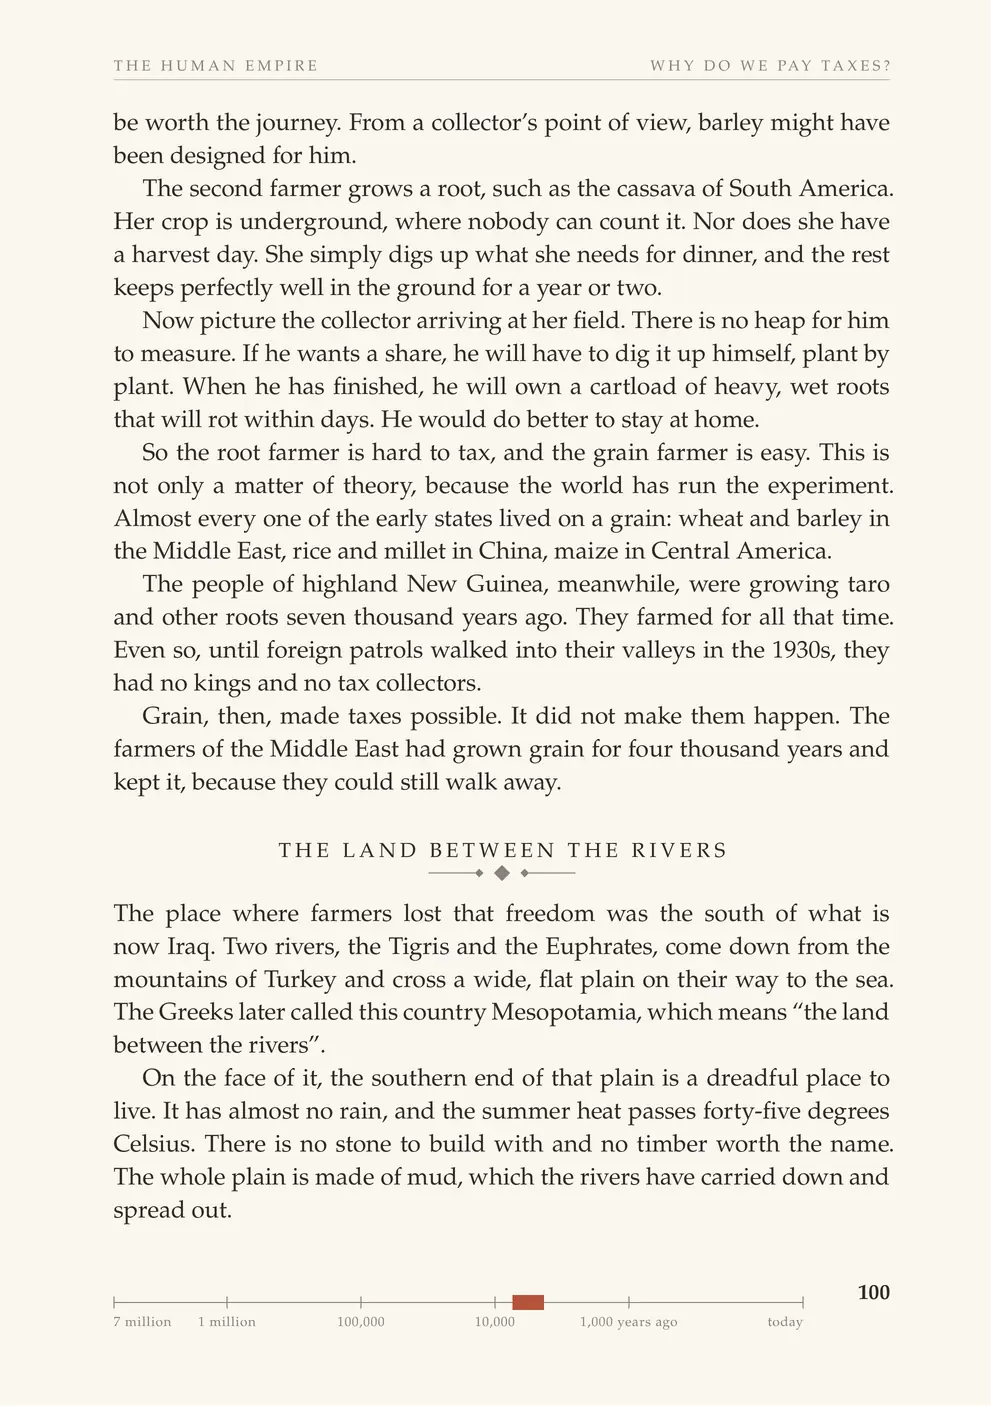 THE HUMAN EMPIRE
WHY DO WE PAY TAXES?
be worth the journey. From a collector’s point of view, barley might have
been designed for him.
The second farmer grows a root, such as the cassava of South America.
Her crop is underground, where nobody can count it. Nor does she have
a harvest day. She simply digs up what she needs for dinner, and the rest
keeps perfectly well in the ground for a year or two.
Now picture the collector arriving at her field. There is no heap for him
to measure. If he wants a share, he will have to dig it up himself, plant by
plant. When he has finished, he will own a cartload of heavy, wet roots
that will rot within days. He would do better to stay at home.
So the root farmer is hard to tax, and the grain farmer is easy. This is
not only a matter of theory, because the world has run the experiment.
Almost every one of the early states lived on a grain: wheat and barley in
the Middle East, rice and millet in China, maize in Central America.
The people of highland New Guinea, meanwhile, were growing taro
and other roots seven thousand years ago. They farmed for all that time.
Even so, until foreign patrols walked into their valleys in the 1930s, they
had no kings and no tax collectors.
Grain, then, made taxes possible. It did not make them happen. The
farmers of the Middle East had grown grain for four thousand years and
kept it, because they could still walk away.
THE LAND BETWEEN THE RIVERS
The place where farmers lost that freedom was the south of what is
now Iraq. Two rivers, the Tigris and the Euphrates, come down from the
mountains of Turkey and cross a wide, flat plain on their way to the sea.
The Greeks later called this country Mesopotamia, which means “the land
between the rivers”.
On the face of it, the southern end of that plain is a dreadful place to
live. It has almost no rain, and the summer heat passes forty-five degrees
Celsius. There is no stone to build with and no timber worth the name.
The whole plain is made of mud, which the rivers have carried down and
spread out.
100
7 million 1 million 100,000 10,000 1,000 years ago today